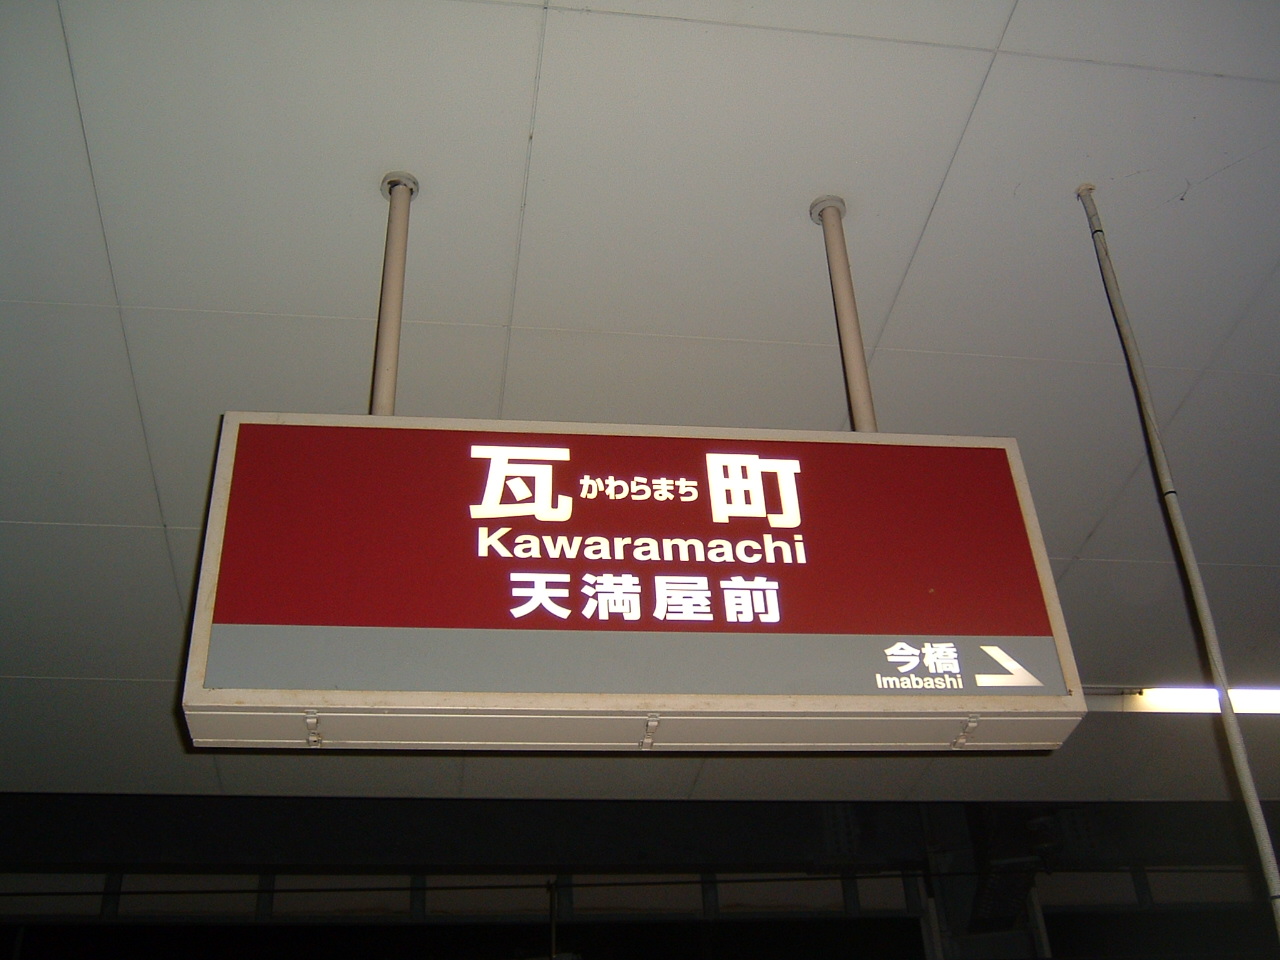 瓦 かわらまち 町
Kawaramachi
天満屋前
今橋
Imabashi